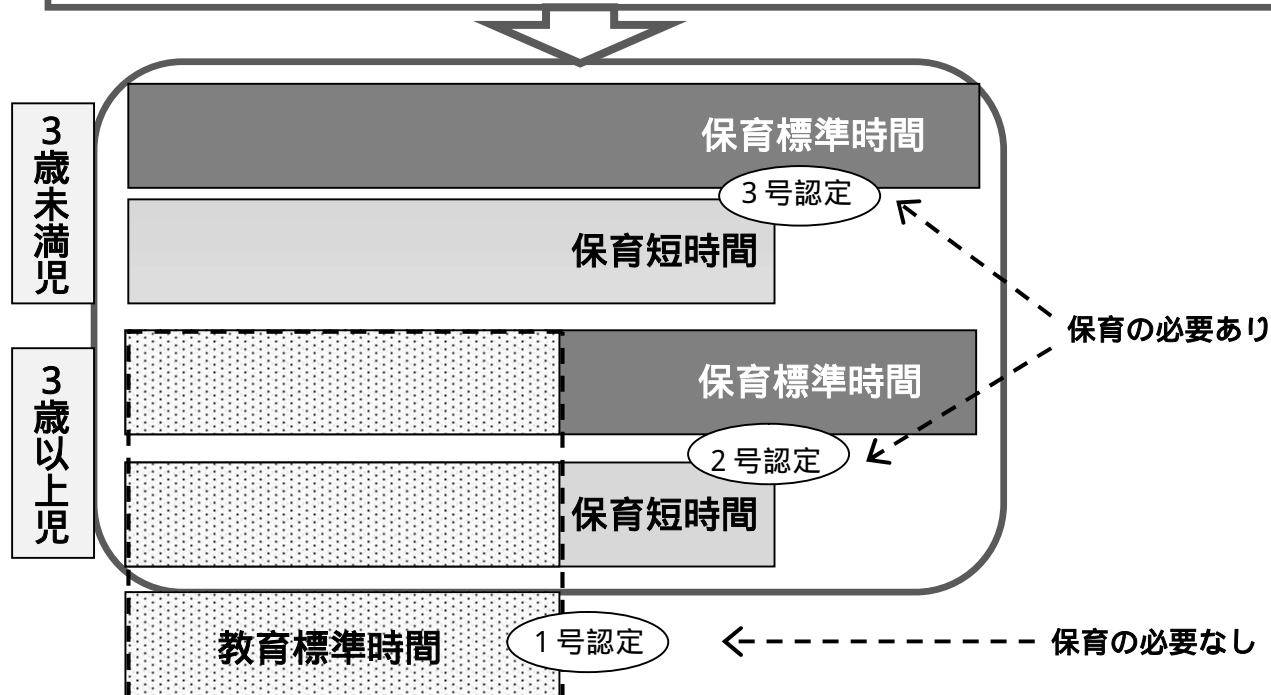 3歳未満児
保育標準時間
3号認定
保育短時間
保育の必要あり
3歳以上児
保育標準時間
2号認定
保育短時間
教育標準時間
1号認定
保育の必要なし